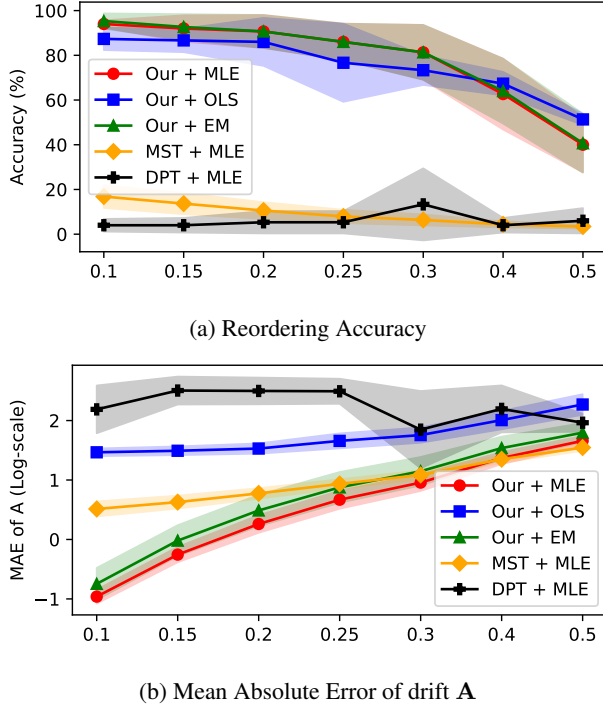 100
80
60
40
20
0
Accuracy (%)
Our + MLE
Our + OLS
Our + EM
MST + MLE
DPT + MLE
0.1 0.15 0.2 0.25 0.3 0.4 0.5
(a) Reordering Accuracy
2
1
0
−1
MAE of A (Log-scale)
Our + MLE
Our + OLS
Our + EM
MST + MLE
DPT + MLE
0.1 0.15 0.2 0.25 0.3 0.4 0.5
(b) Mean Absolute Error of drift A